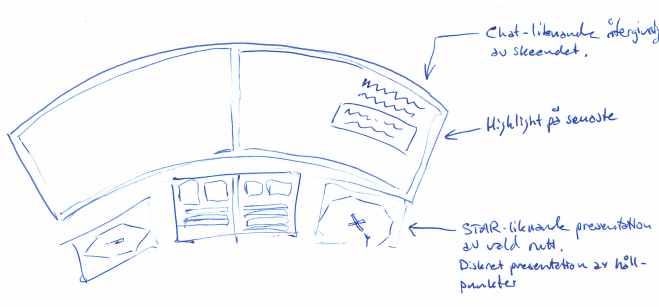 Chat-liknande återgivning
av skeendet.
Highlight på senaste
STAR-liknande presentation
av vald rutt.
Diskret presentation av håll-
punkter